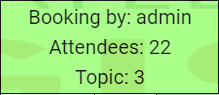 Booking by: admin
Attendees: 22
Topic: 3